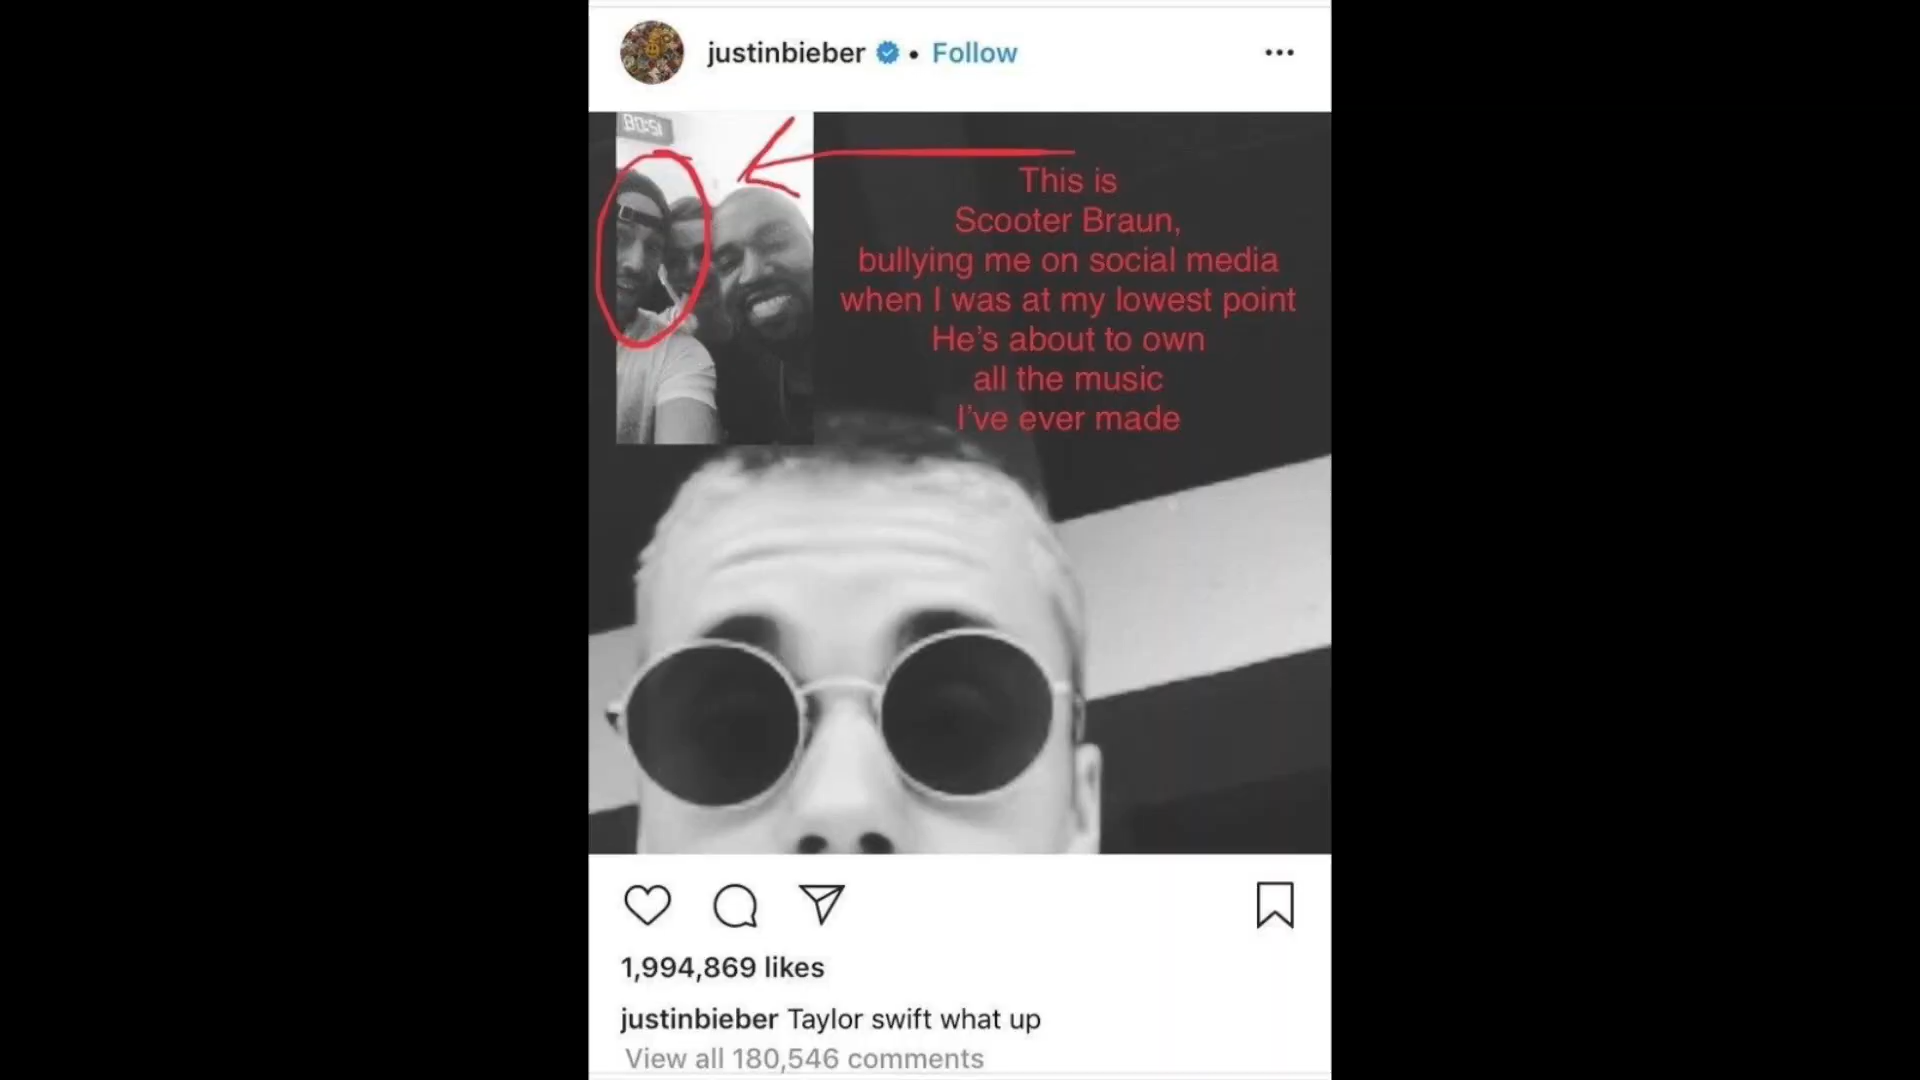 justinbieber • Follow
This is
Scooter Braun,
bullying me on social media
when I was at my lowest point
He's about to own
all the music
I've ever made
1,994,869 likes
justinbieber Taylor swift what up
View all 180,546 comments